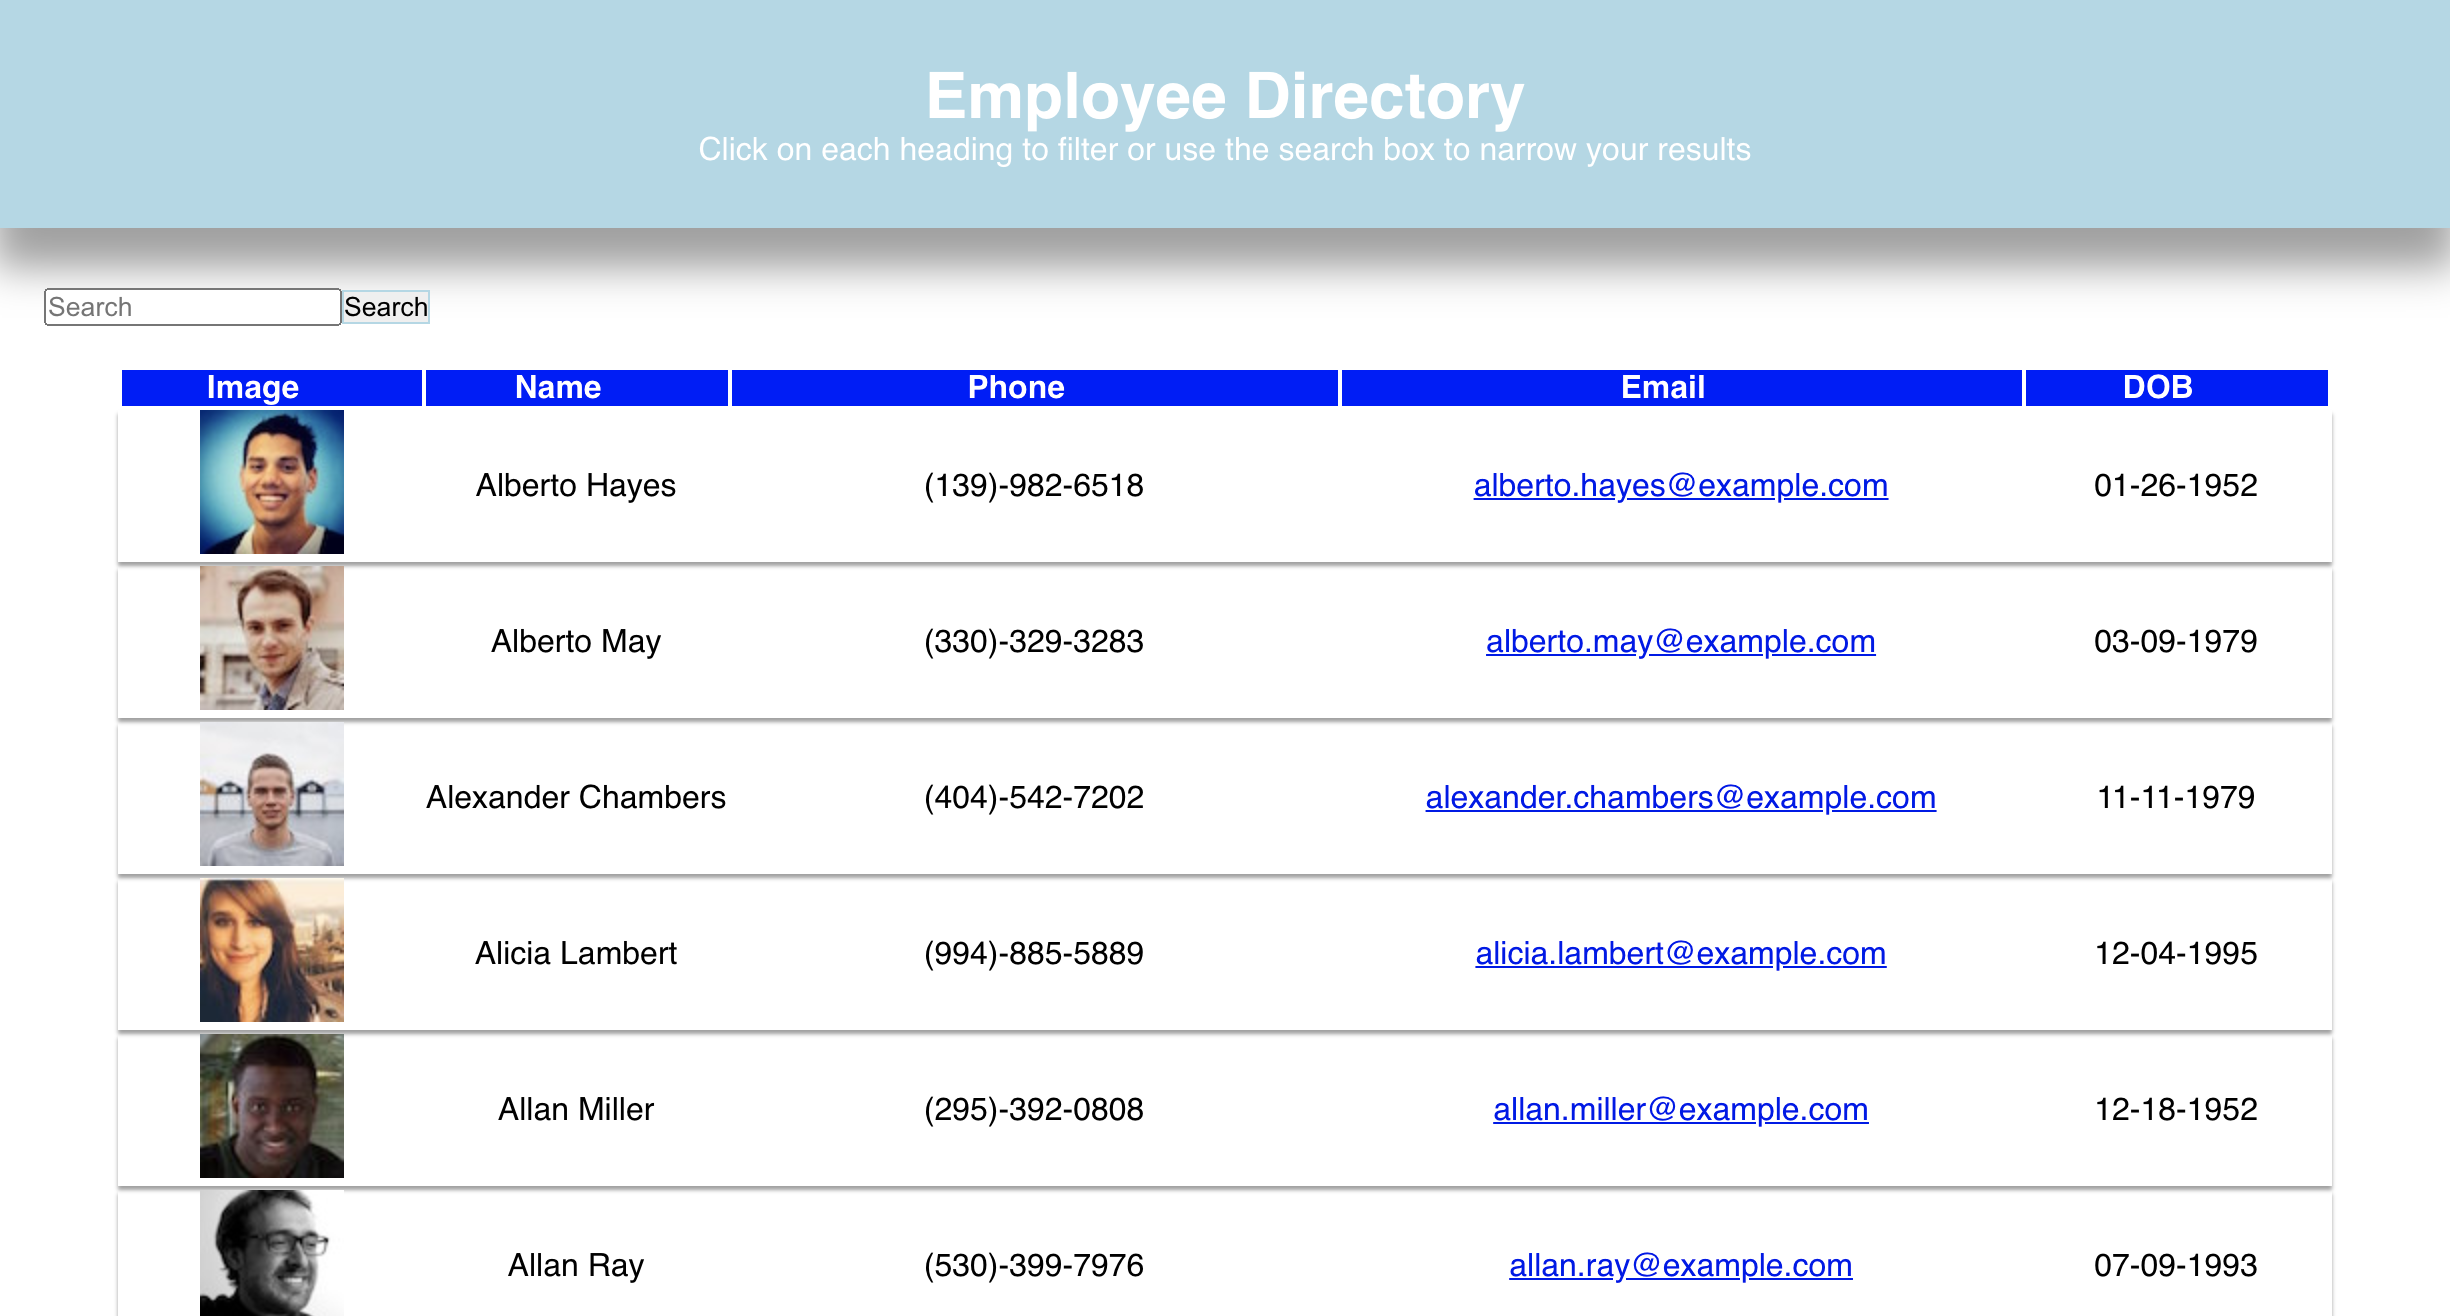 Employee Directory
Click on each heading to filter or use the search box to narrow your results
Search Search
Image Name Phone Email DOB
Alberto Hayes (139)-982-6518 alberto.hayes@example.com 01-26-1952
Alberto May (330)-329-3283 alberto.may@example.com 03-09-1979
Alexander Chambers (404)-542-7202 alexander.chambers@example.com 11-11-1979
Alicia Lambert (994)-885-5889 alicia.lambert@example.com 12-04-1995
Allan Miller (295)-392-0808 allan.miller@example.com 12-18-1952
Allan Ray (530)-399-7976 allan.ray@example.com 07-09-1993